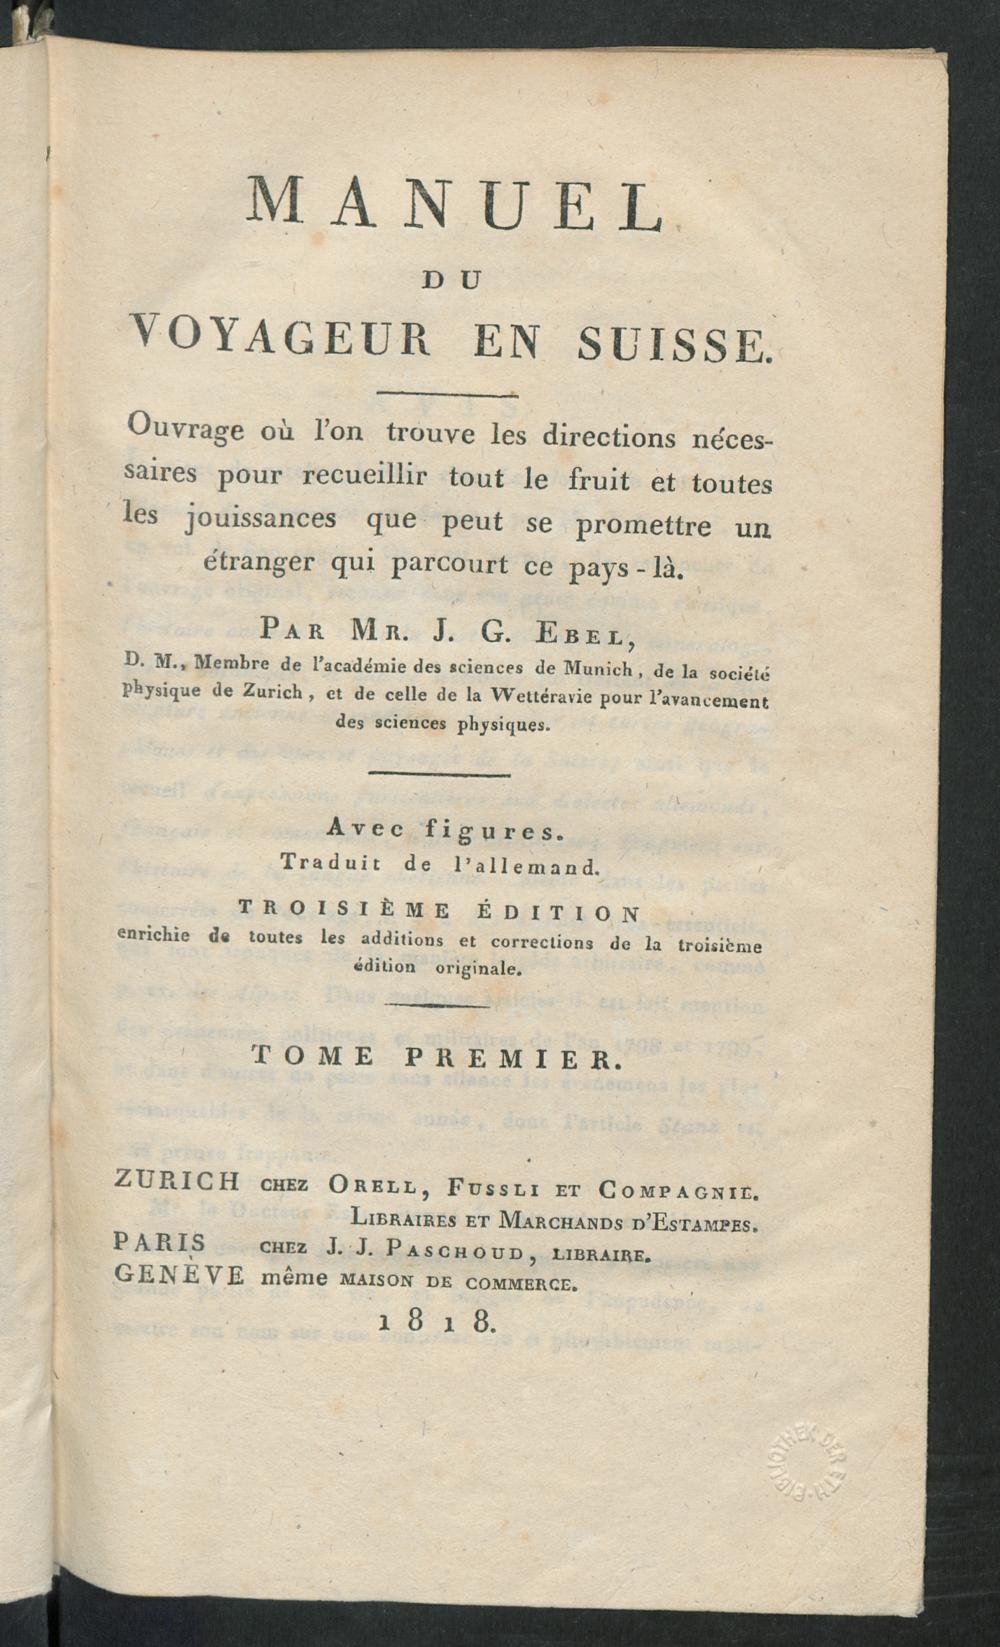 MANUEL
DU
VOYAGEUR EN SUISSE.
Ouvrage où l'on trouve les directions néces-
saires pour recueillir tout le fruit et toutes
les jouissances que peut se promettre un
étranger qui parcourt ce pays-là.
PAR MR. J. G. EBEL,
D. M., Membre de l'académie des sciences de Munich, de la société
physique de Zurich, et de celle de la Wettéravie pour l'avancement
des sciences physiques.
Avec figures.
Traduit de l'allemand.
TROISIÈME ÉDITION
enrichie de toutes les additions et corrections de la troisième
édition originale.
TOME PREMIER.
ZURICH CHEZ ORELL, FUSSLI ET COMPAGNIE.
LIBRAIRES ET MARCHANDS D'ESTAMPES.
PARIS CHEZ J. J. PASCHOUD, LIBRAIRE.
GENÈVE même MAISON DE COMMERCE.
1818.
BIBLIOTHEK DER ETH